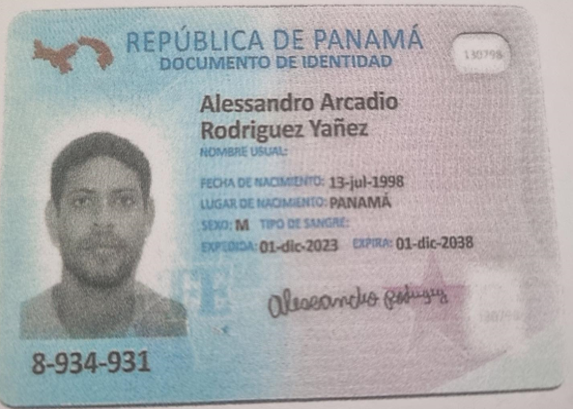 REPÚBLICA DE PANAMÁ
DOCUMENTO DE IDENTIDAD
130798
Alessandro Arcadio
Rodriguez Yañez
NOMBRE USUAL:
FECHA DE NACIMIENTO: 13-jul-1998
LUGAR DE NACIMIENTO: PANAMÁ
SEXO: M TIPO DE SANGRE:
EXPEDIDA: 01-dic-2023 EXPIRA: 01-dic-2038
Alessandro Rodriguez
130798
8-934-931